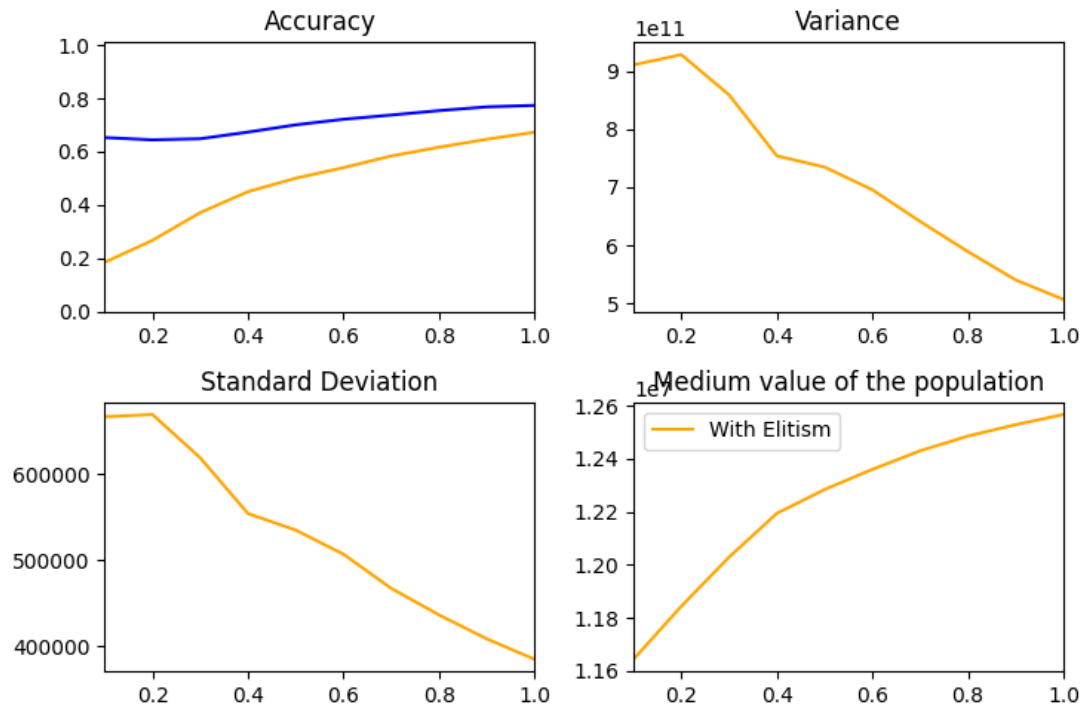 Accuracy
1.0
0.8
0.6
0.4
0.2
0.0
0.2 0.4 0.6 0.8 1.0
Variance
1e11
9
8
7
6
5
0.2 0.4 0.6 0.8 1.0
Standard Deviation
600000
500000
400000
0.2 0.4 0.6 0.8 1.0
Medium value of the population
1e7
1.26
With Elitism
1.24
1.22
1.20
1.18
1.16
0.2 0.4 0.6 0.8 1.0